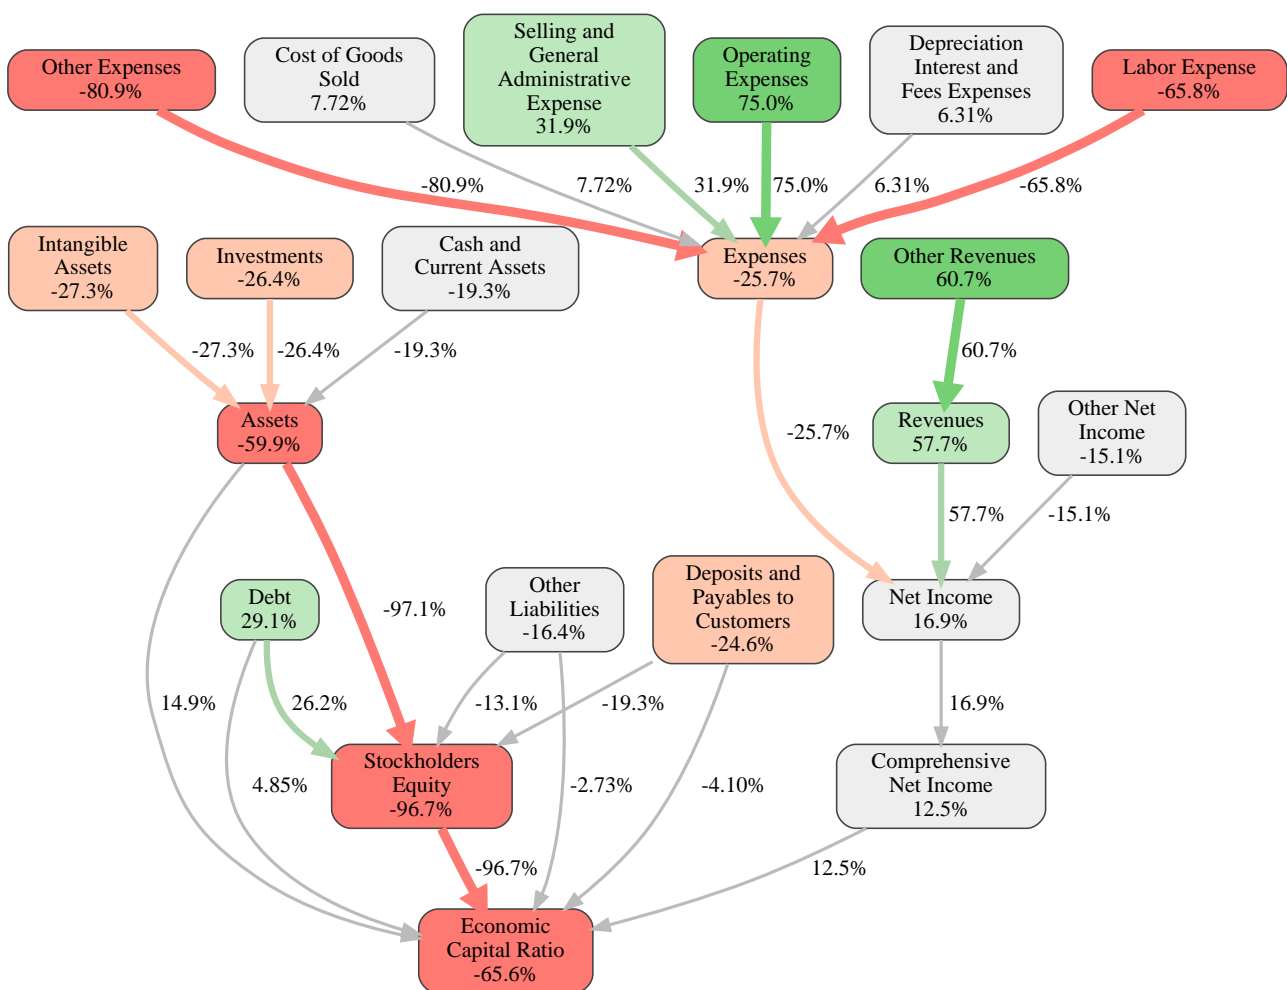 Other Expenses
-80.9%
Cost of Goods
Sold
7.72%
Selling and
General
Administrative
Expense
31.9%
Operating
Expenses
75.0%
Depreciation
Interest and
Fees Expenses
6.31%
Labor Expense
-65.8%
-80.9%
7.72%
31.9%
75.0%
6.31%
-65.8%
Intangible
Assets
-27.3%
Investments
-26.4%
Cash and
Current Assets
-19.3%
Expenses
-25.7%
Other Revenues
60.7%
-27.3%
-26.4%
-19.3%
60.7%
Assets
-59.9%
-25.7%
Revenues
57.7%
Other Net
Income
-15.1%
57.7%
-15.1%
Debt
29.1%
-97.1%
Other
Liabilities
-16.4%
Deposits and
Payables to
Customers
-24.6%
Net Income
16.9%
14.9%
26.2%
-13.1%
-19.3%
16.9%
Stockholders
Equity
-96.7%
4.85%
-2.73%
-4.10%
Comprehensive
Net Income
12.5%
-96.7%
12.5%
Economic
Capital Ratio
-65.6%